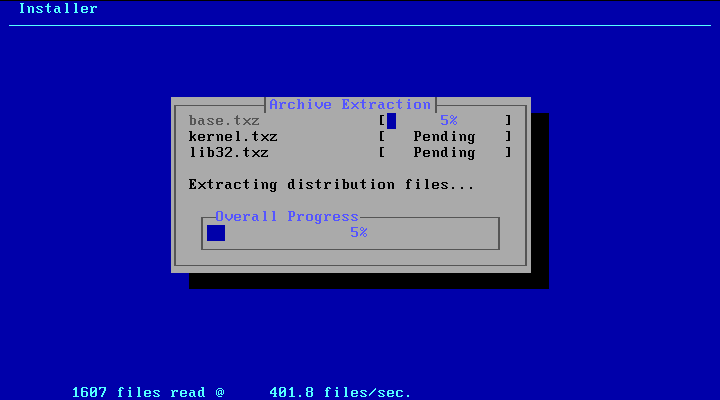 Installer
Archive Extraction
base.txz [ 5% ]
kernel.txz [ Pending ]
lib32.txz [ Pending ]
Extracting distribution files...
Overall Progress
5%
1607 files read @ 401.8 files/sec.